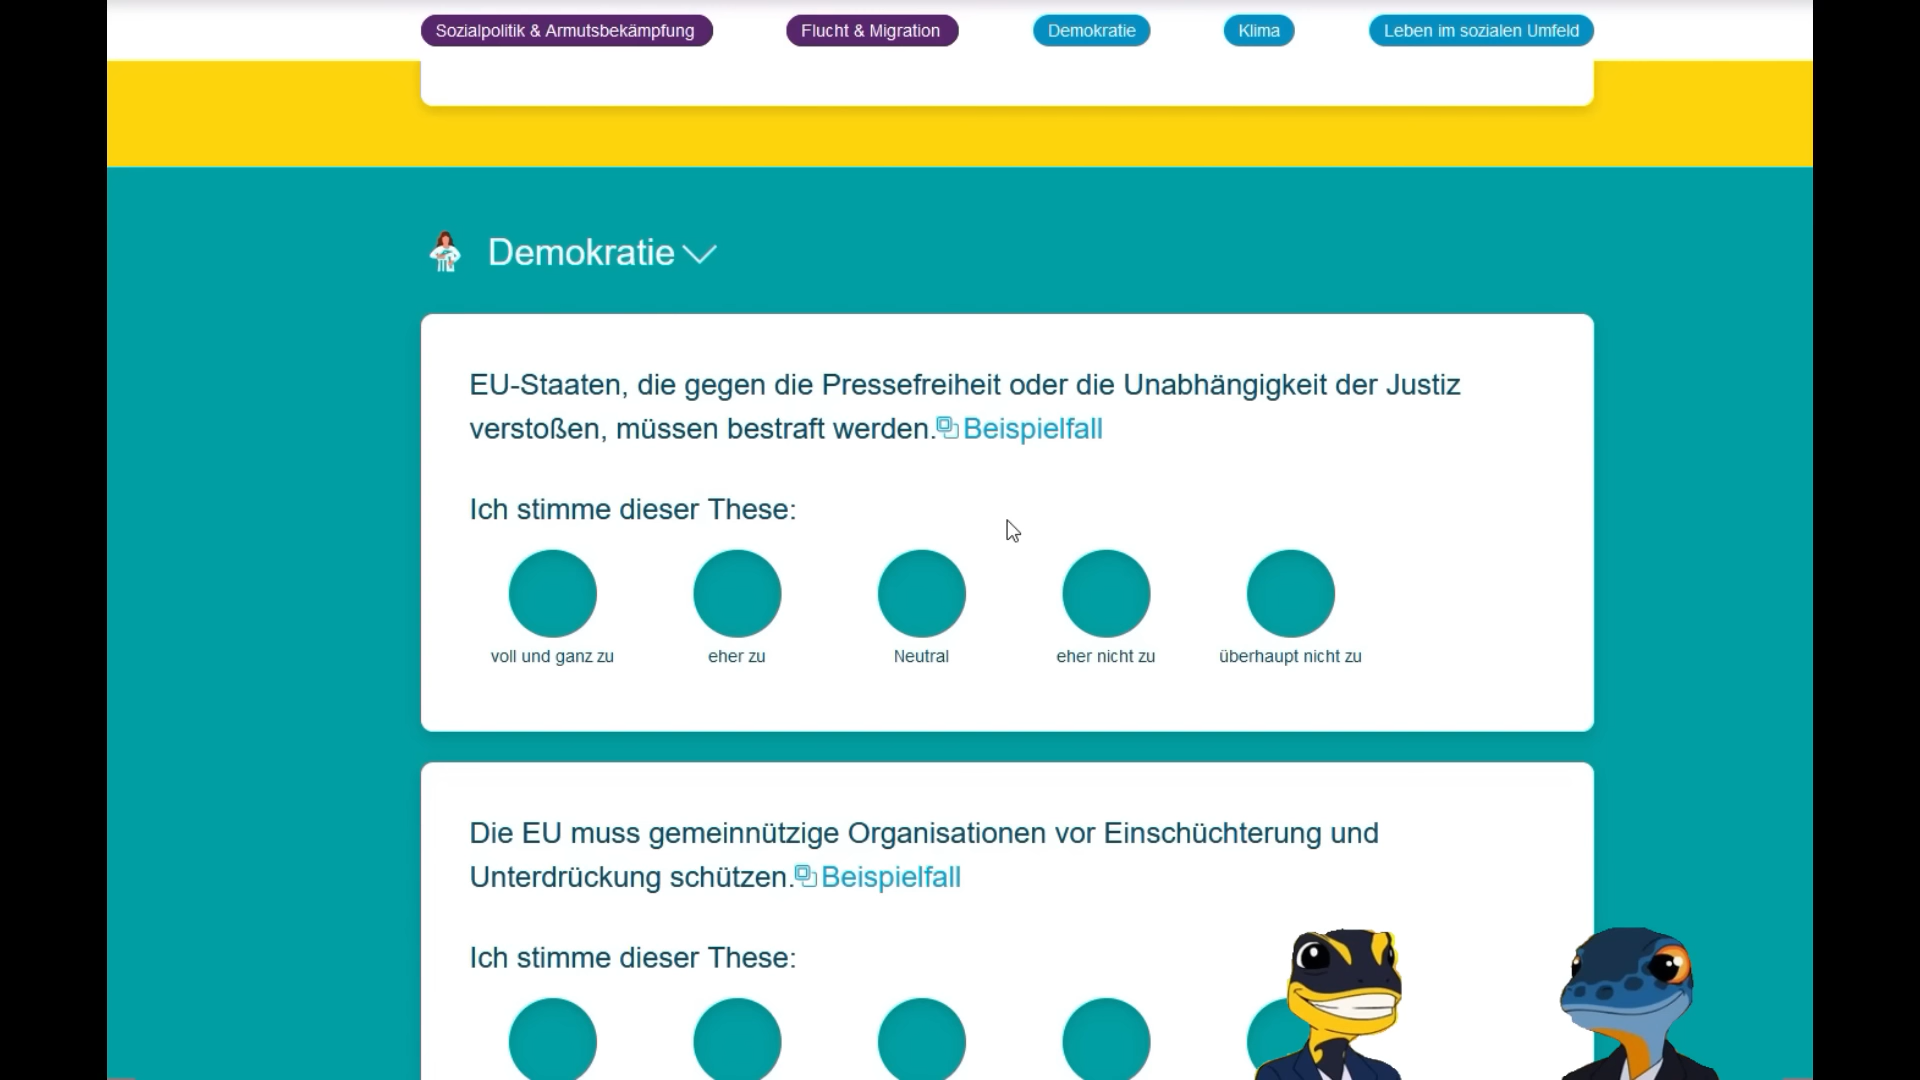 Sozialpolitik & Armutsbekämpfung
Flucht & Migration
Demokratie
Klima
Leben im sozialen Umfeld
Demokratie
EU-Staaten, die gegen die Pressefreiheit oder die Unabhängigkeit der Justiz
verstoßen, müssen bestraft werden. Beispielfall
Ich stimme dieser These:
voll und ganz zu
eher zu
Neutral
eher nicht zu
überhaupt nicht zu
Die EU muss gemeinnützige Organisationen vor Einschüchterung und
Unterdrückung schützen. Beispielfall
Ich stimme dieser These: